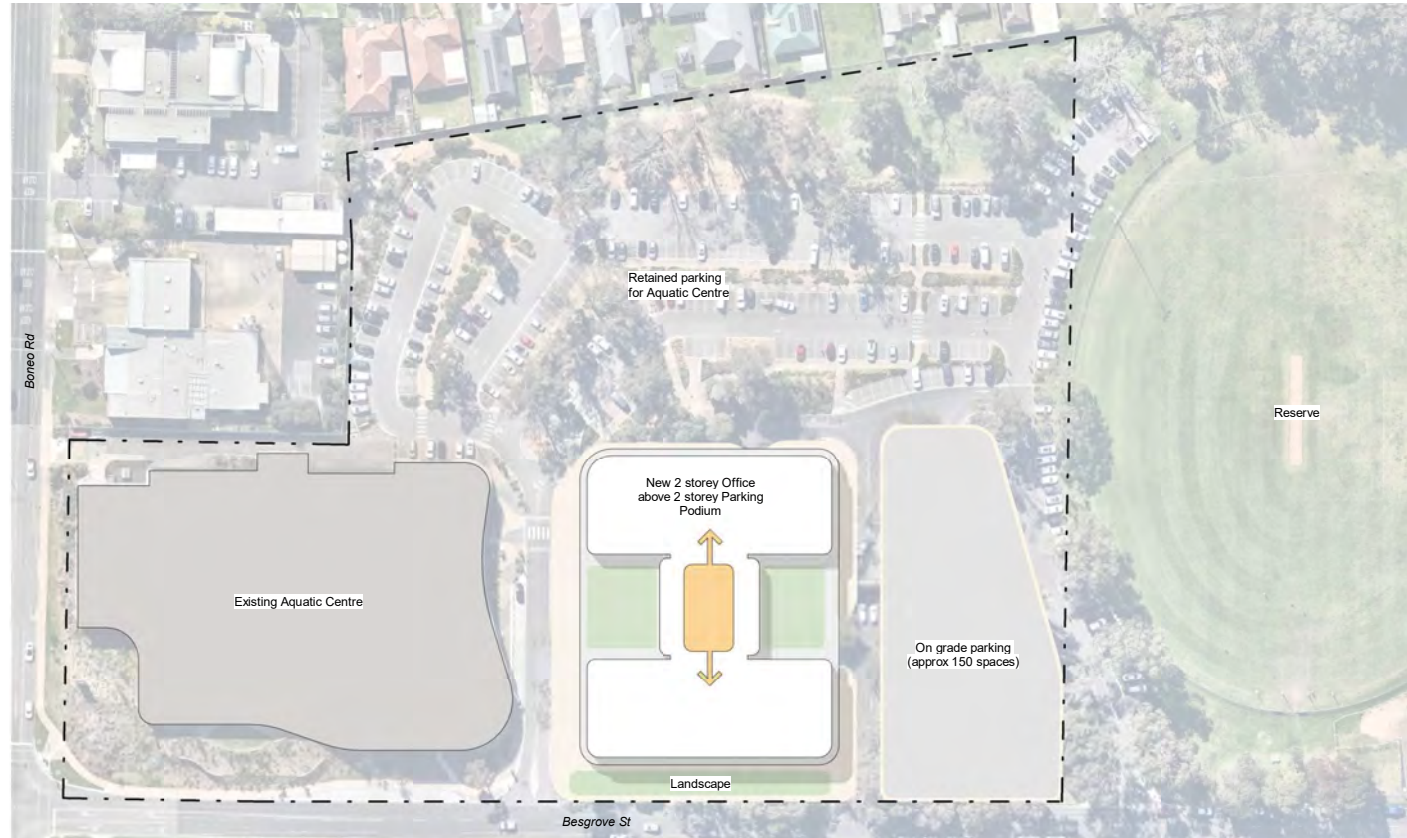 Retained parking
for Aquatic Centre
Boneo Rd
Reserve
New 2 storey Office
above 2 storey Parking
Podium
Existing Aquatic Centre
On grade parking
(approx 150 spaces)
Landscape
Besgrove St